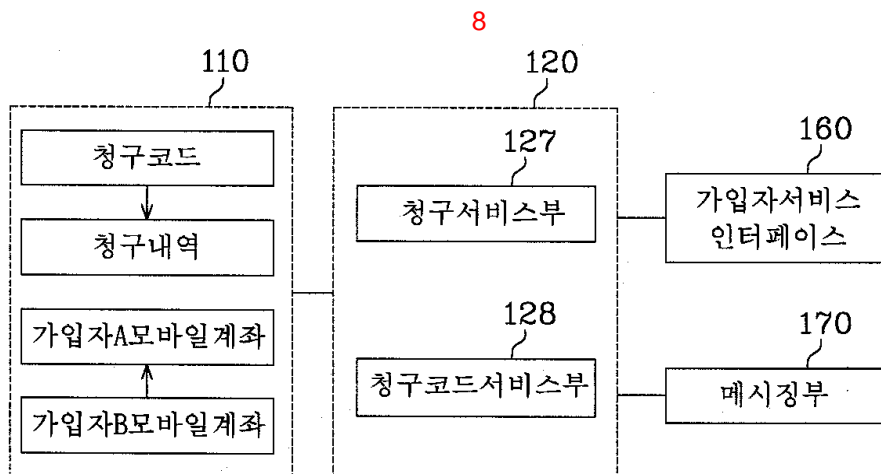 8
110
120
청구코드
127
160
청구서비스부
가입자서비스
인터페이스
청구내역
가입자A모바일계좌
128
170
청구코드서비스부
메시징부
가입자B모바일계좌